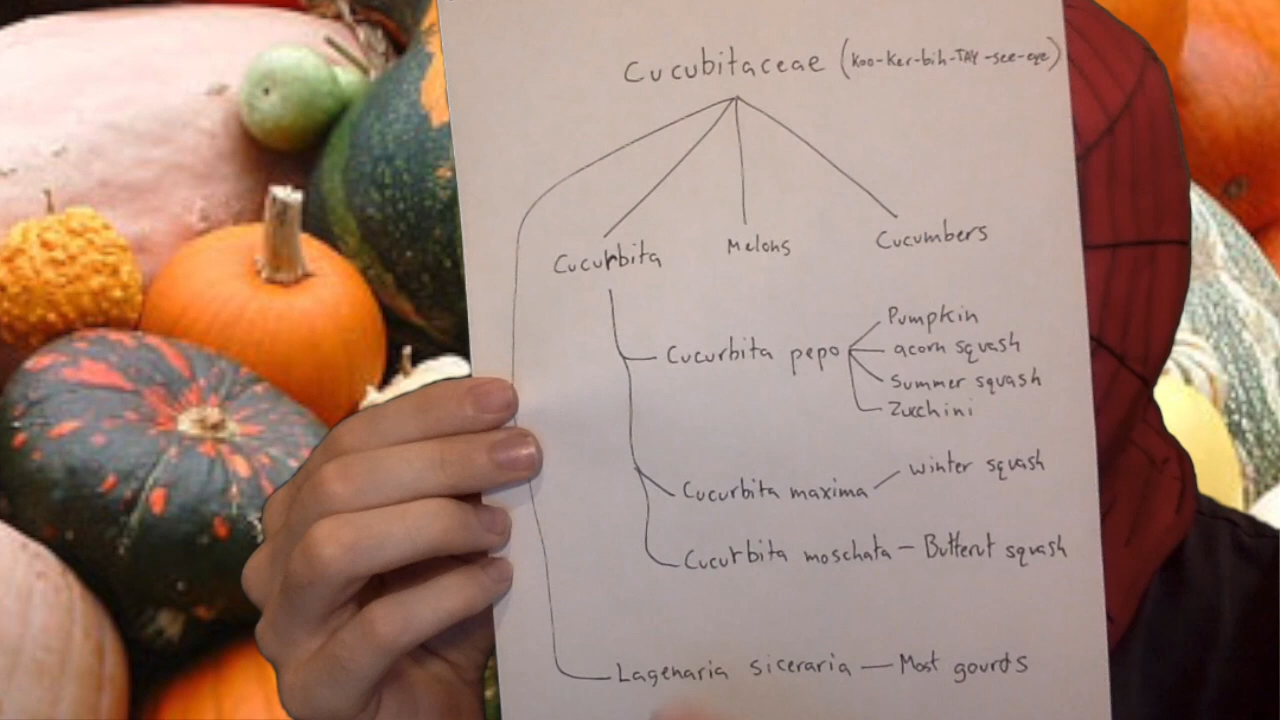 Cucubitaceae (Koo-Ker-bih-TAY-see-eye)
Cucurbita
Melons
Cucumbers
Cucurbita pepo
Pumpkin
acorn squash
Summer squash
Zucchini
Cucurbita maxima
winter squash
Cucurbita moschata — Butternut squash
Lagenaria siceraria — Most gourds